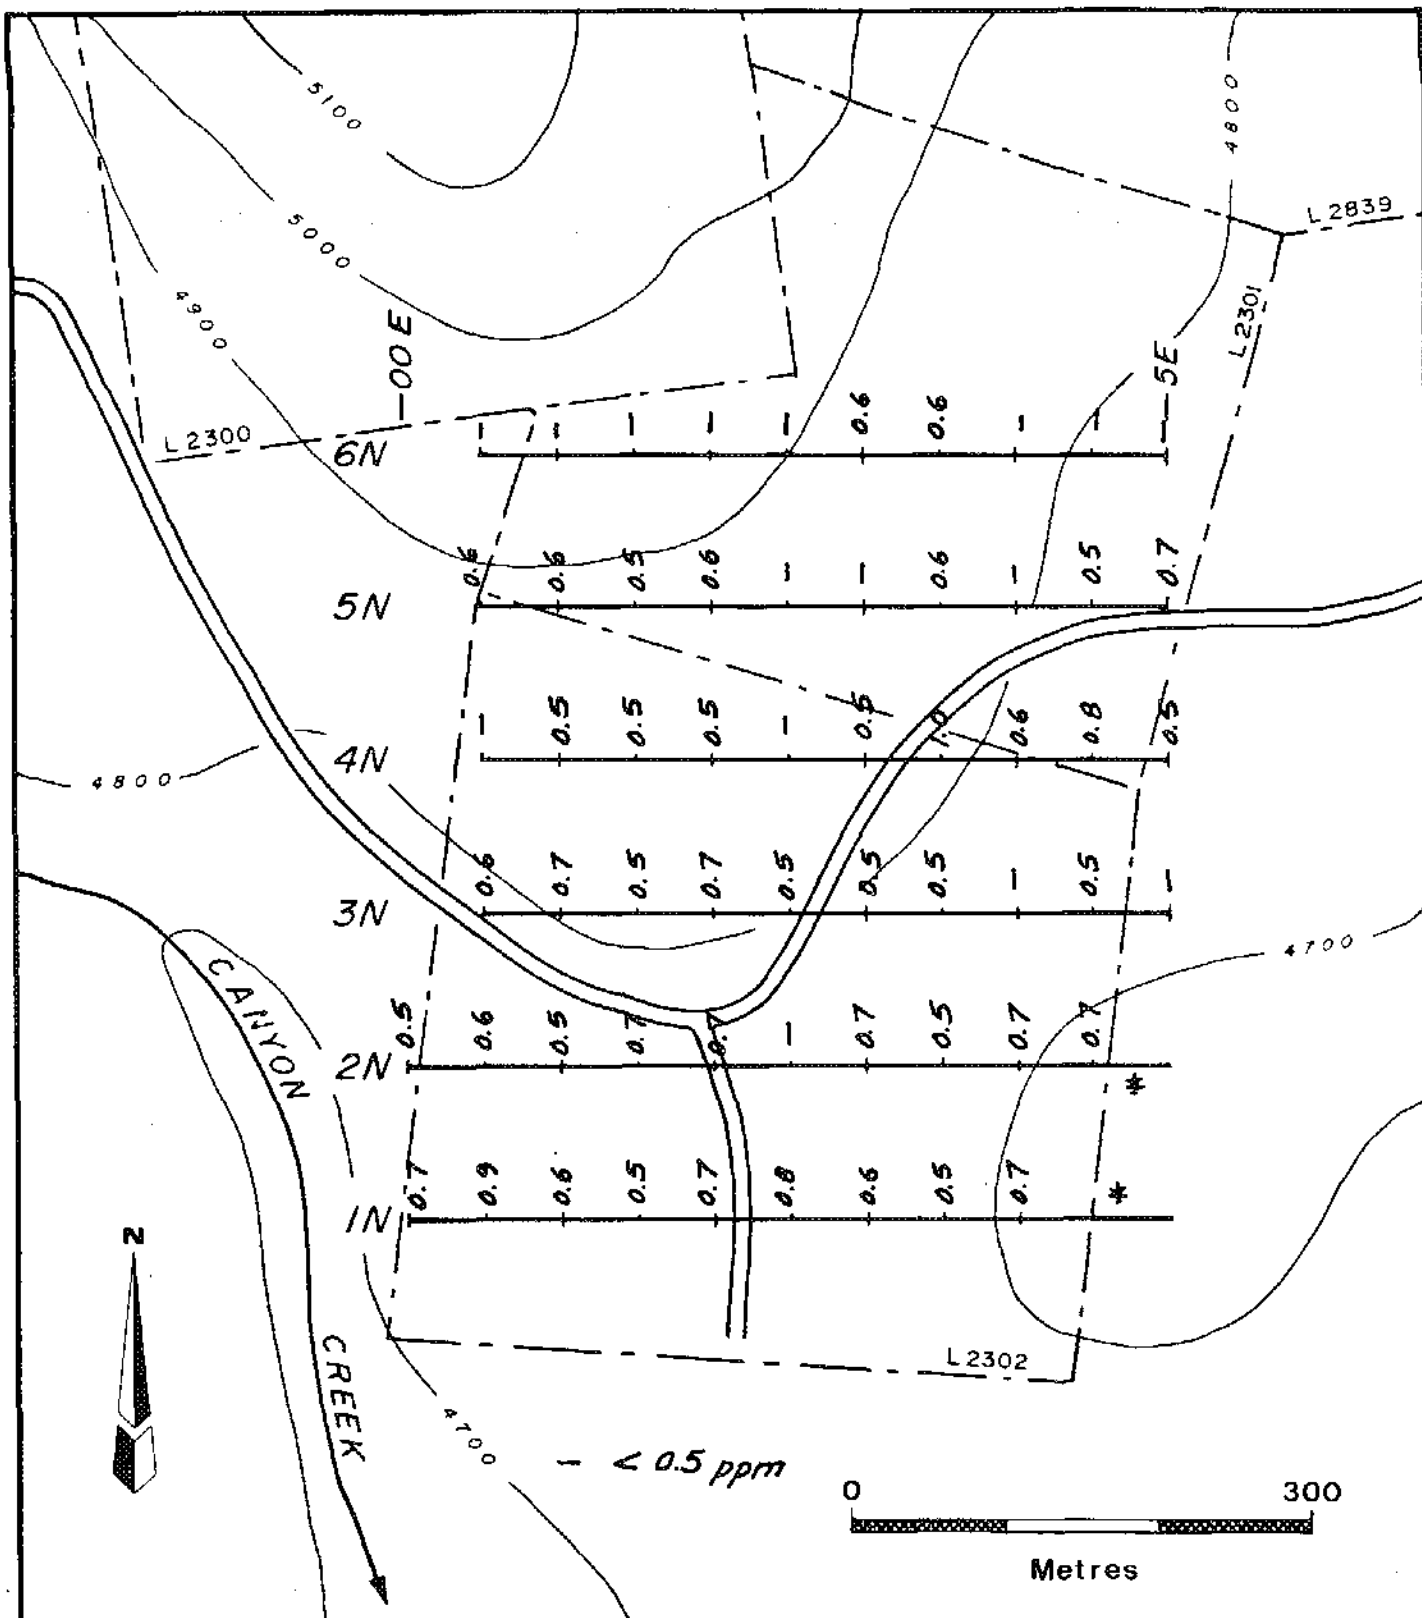 5100
4800
L 2839
5000
4900
L 2301
—00 E
—5E
L 2300
6N — — — — — 0.6 0.6 — —
5N 0.6 0.6 0.5 0.6 — — 0.6 — 0.5 0.7
4N — 0.5 0.5 0.5 — 0.5 1.0 0.6 0.8 0.5
4800
3N 0.6 0.7 0.5 0.7 0.5 0.5 0.5 — 0.5 —
4700
CANYON
2N 0.5 0.6 0.5 0.7 0.7 — 0.7 0.5 0.7 0.7 *
1N 0.7 0.9 0.6 0.5 0.7 0.8 0.6 0.5 0.7 *
N
CREEK
L 2302
4700
— < 0.5 ppm
0 300
Metres